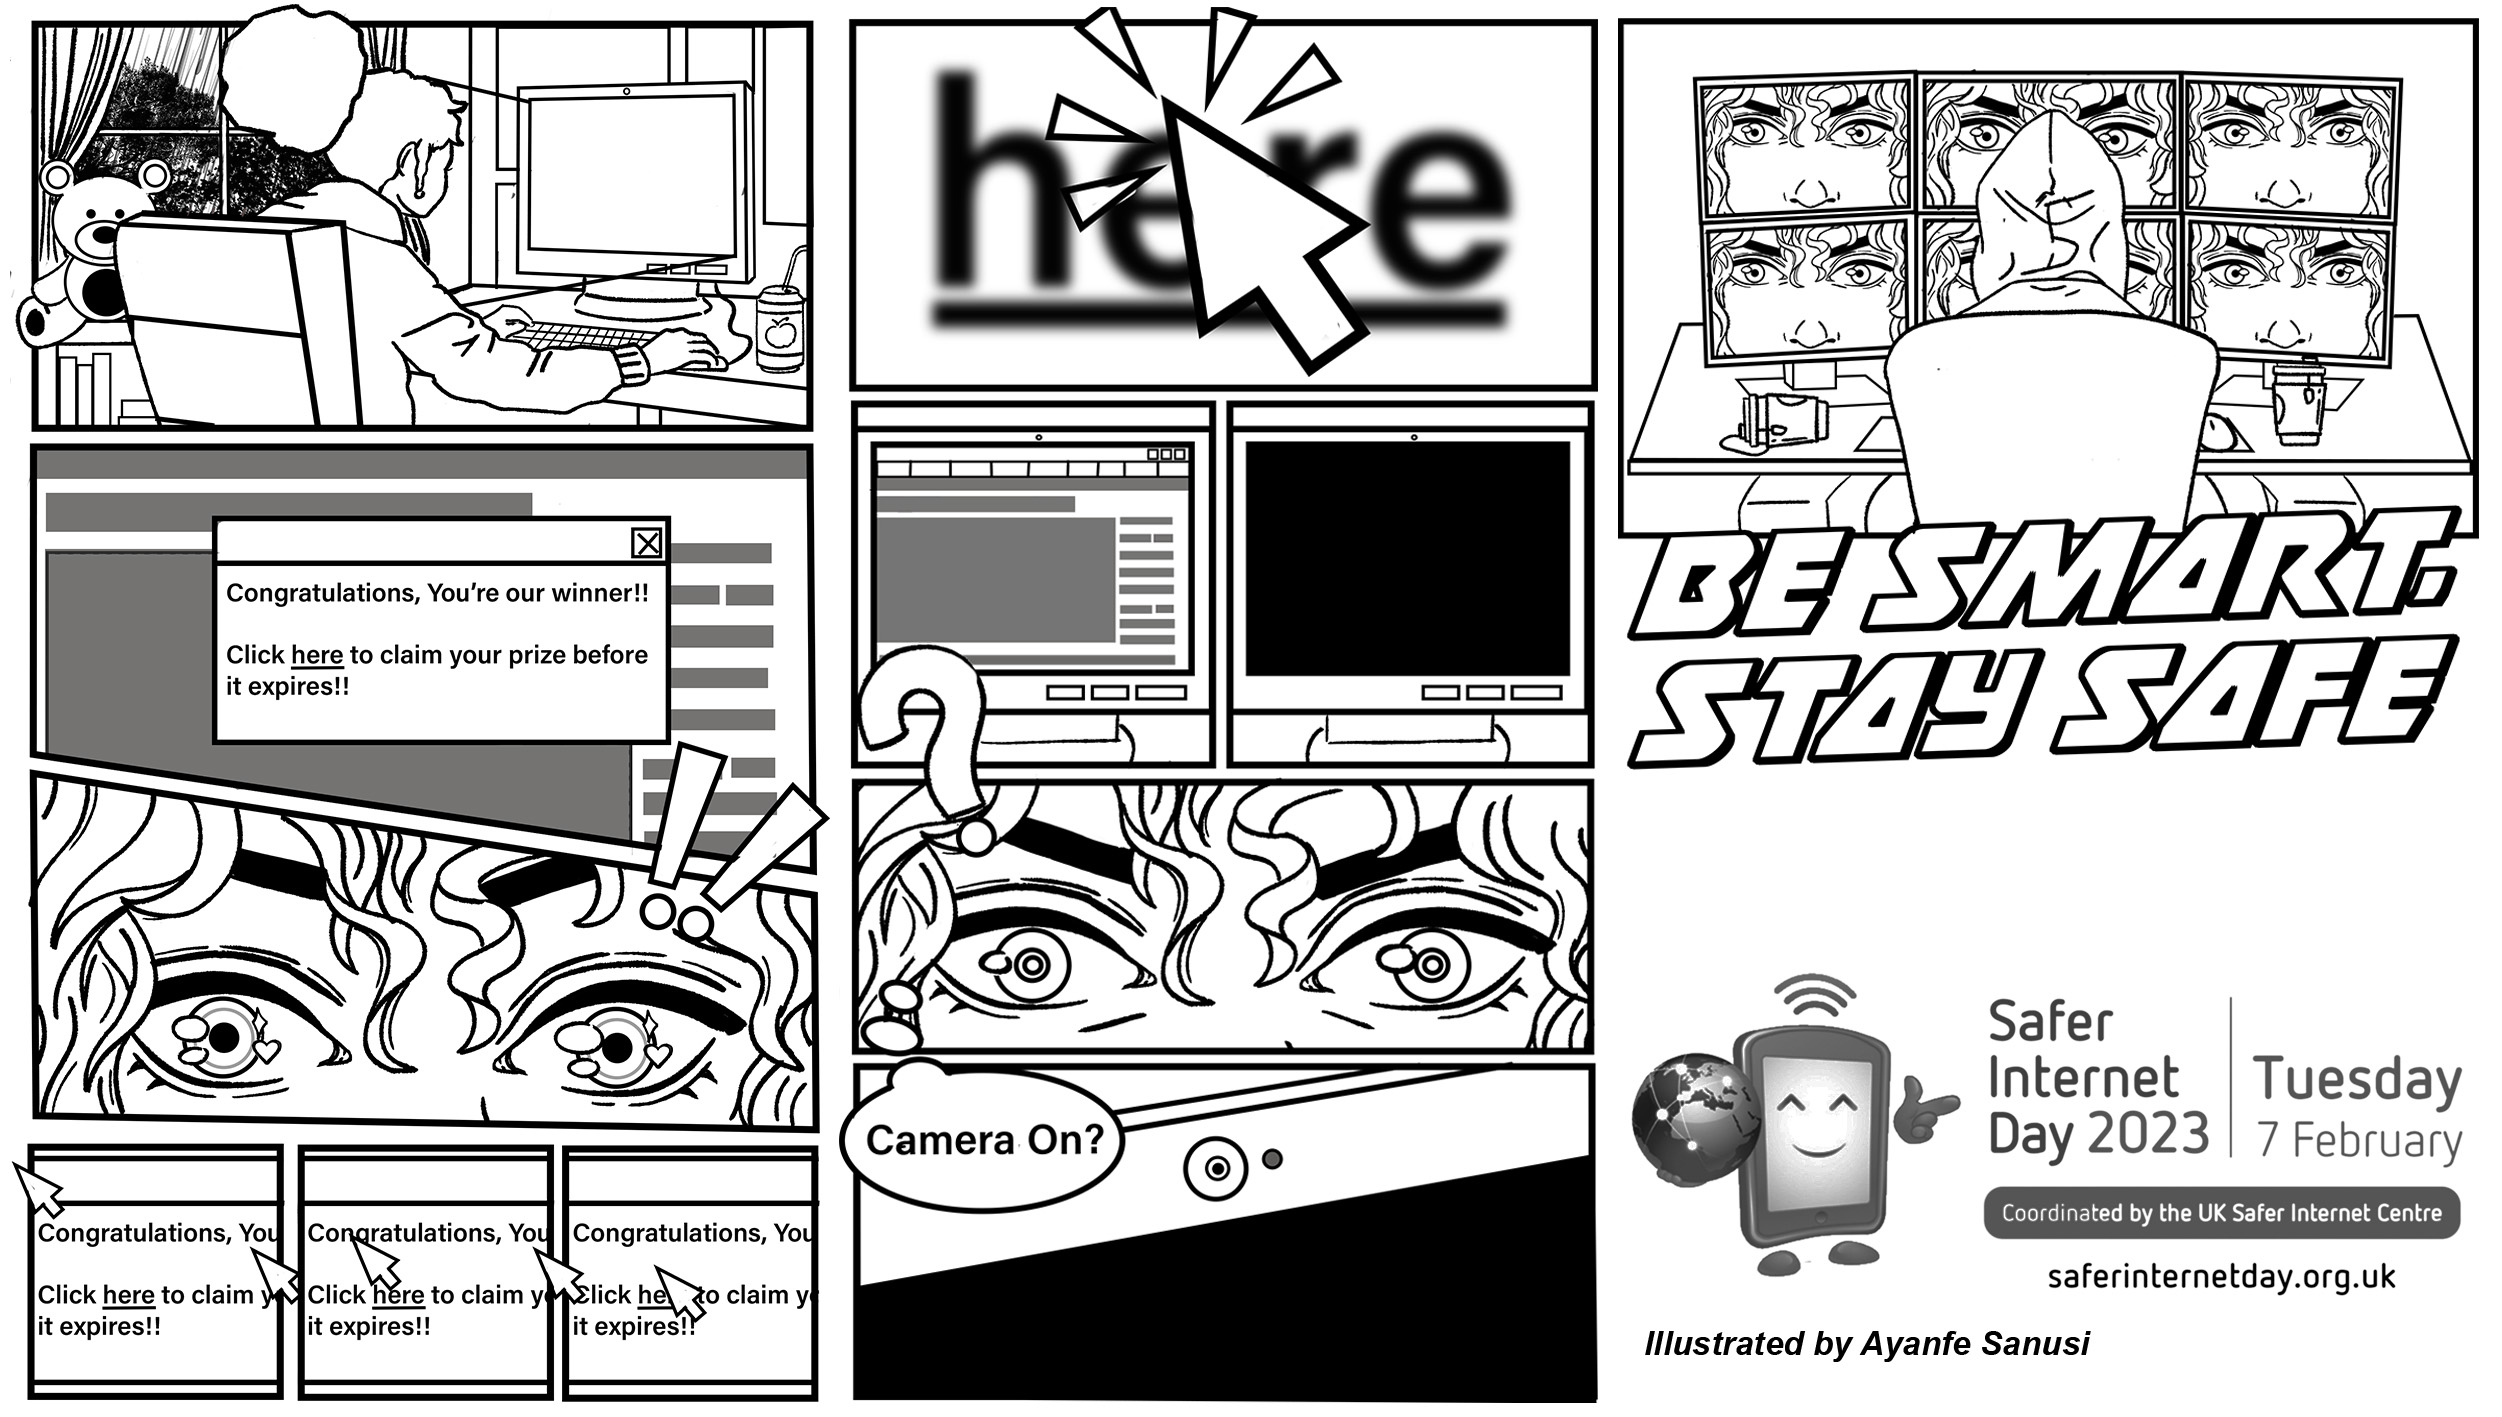 Congratulations, You're our winner!!
Click here to claim your prize before
it expires!!
Congratulations, You
Click here to claim y
it expires!!
Congratulations, You
Click here to claim yo
it expires!!
Congratulations, You
Click her to claim yo
it expires!!
here
Camera On?
BE SMART.
STAY SAFE
Safer
Internet
Day 2023
Tuesday
7 February
Coordinated by the UK Safer Internet Centre
saferinternetday.org.uk
Illustrated by Ayanfe Sanusi